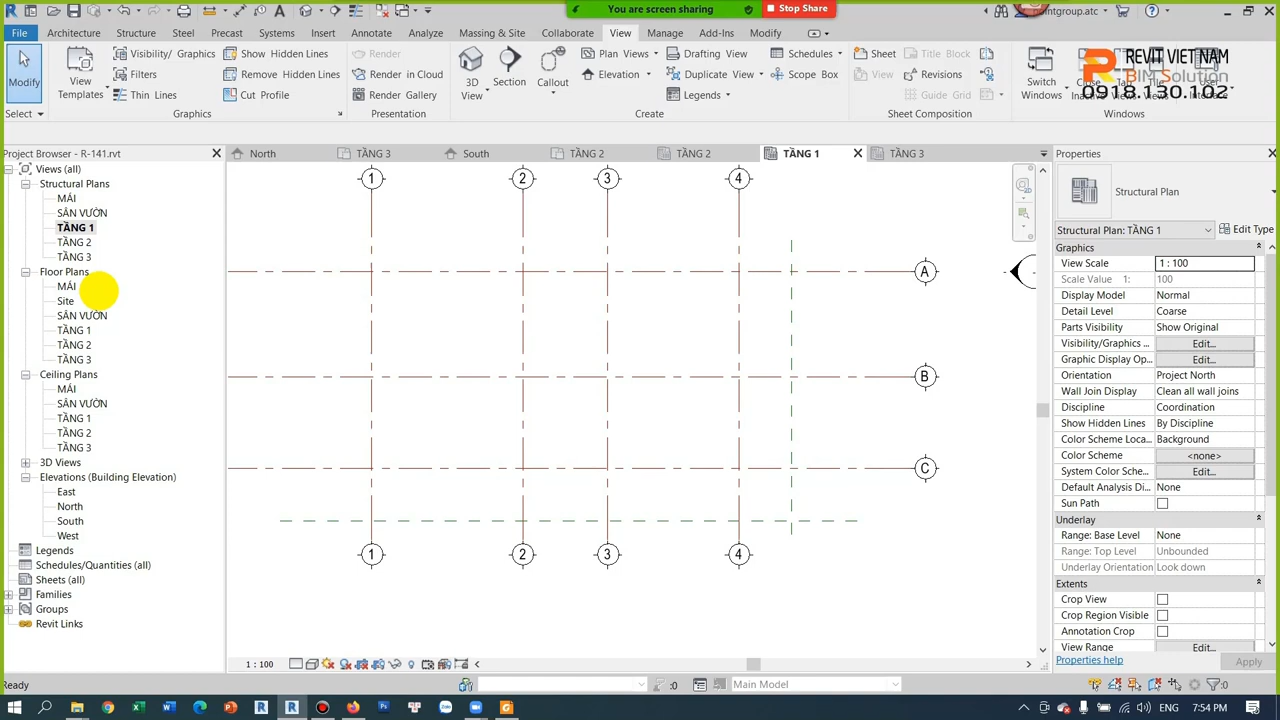 You are screen sharing
Stop Share
ointgroup.atc
File
Architecture
Structure
Steel
Precast
Systems
Insert
Annotate
Analyze
Massing & Site
Collaborate
View
Manage
Add-Ins
Modify
Modify
View
Templates
Visibility/ Graphics
Filters
Thin Lines
Show Hidden Lines
Remove Hidden Lines
Cut Profile
Render
Render in Cloud
Render Gallery
3D
View
Section
Callout
Plan Views
Elevation
Drafting View
Duplicate View
Legends
Schedules
Scope Box
Sheet
View
Title Block
Revisions
Guide Grid
Switch
Windows
Close
Inactive
REVIT VIETNAM
BIM Solution
0918.130.102
Select
Graphics
Presentation
Create
Sheet Composition
Windows
Project Browser - R-141.rvt
North
TẦNG 3
South
TẦNG 2
TẦNG 2
TẦNG 1
TẦNG 3
Properties
Views (all)
Structural Plans
MÁI
SÂN VƯỜN
TẦNG 1
TẦNG 2
TẦNG 3
Floor Plans
MÁI
Site
SÂN VƯỜN
TẦNG 1
TẦNG 2
TẦNG 3
Ceiling Plans
MÁI
SÂN VƯỜN
TẦNG 1
TẦNG 2
TẦNG 3
3D Views
Elevations (Building Elevation)
East
North
South
West
Legends
Schedules/Quantities (all)
Sheets (all)
Families
Groups
Revit Links
1
2
3
4
A
B
C
1
2
3
4
Structural Plan
Structural Plan: TẦNG 1
Edit Type
Graphics
View Scale
1 : 100
Scale Value 1:
100
Display Model
Normal
Detail Level
Coarse
Parts Visibility
Show Original
Visibility/Graphics ...
Edit...
Graphic Display Op...
Edit...
Orientation
Project North
Wall Join Display
Clean all wall joins
Discipline
Coordination
Show Hidden Lines
By Discipline
Color Scheme Loca...
Background
Color Scheme
<none>
System Color Sche...
Edit...
Default Analysis Di...
None
Sun Path
Underlay
Range: Base Level
None
Range: Top Level
Unbounded
Underlay Orientation
Look down
Extents
Crop View
Crop Region Visible
Annotation Crop
View Range
Edit...
Properties help
Apply
1 : 100
Ready
:0
Main Model
:0
ENG
7:54 PM